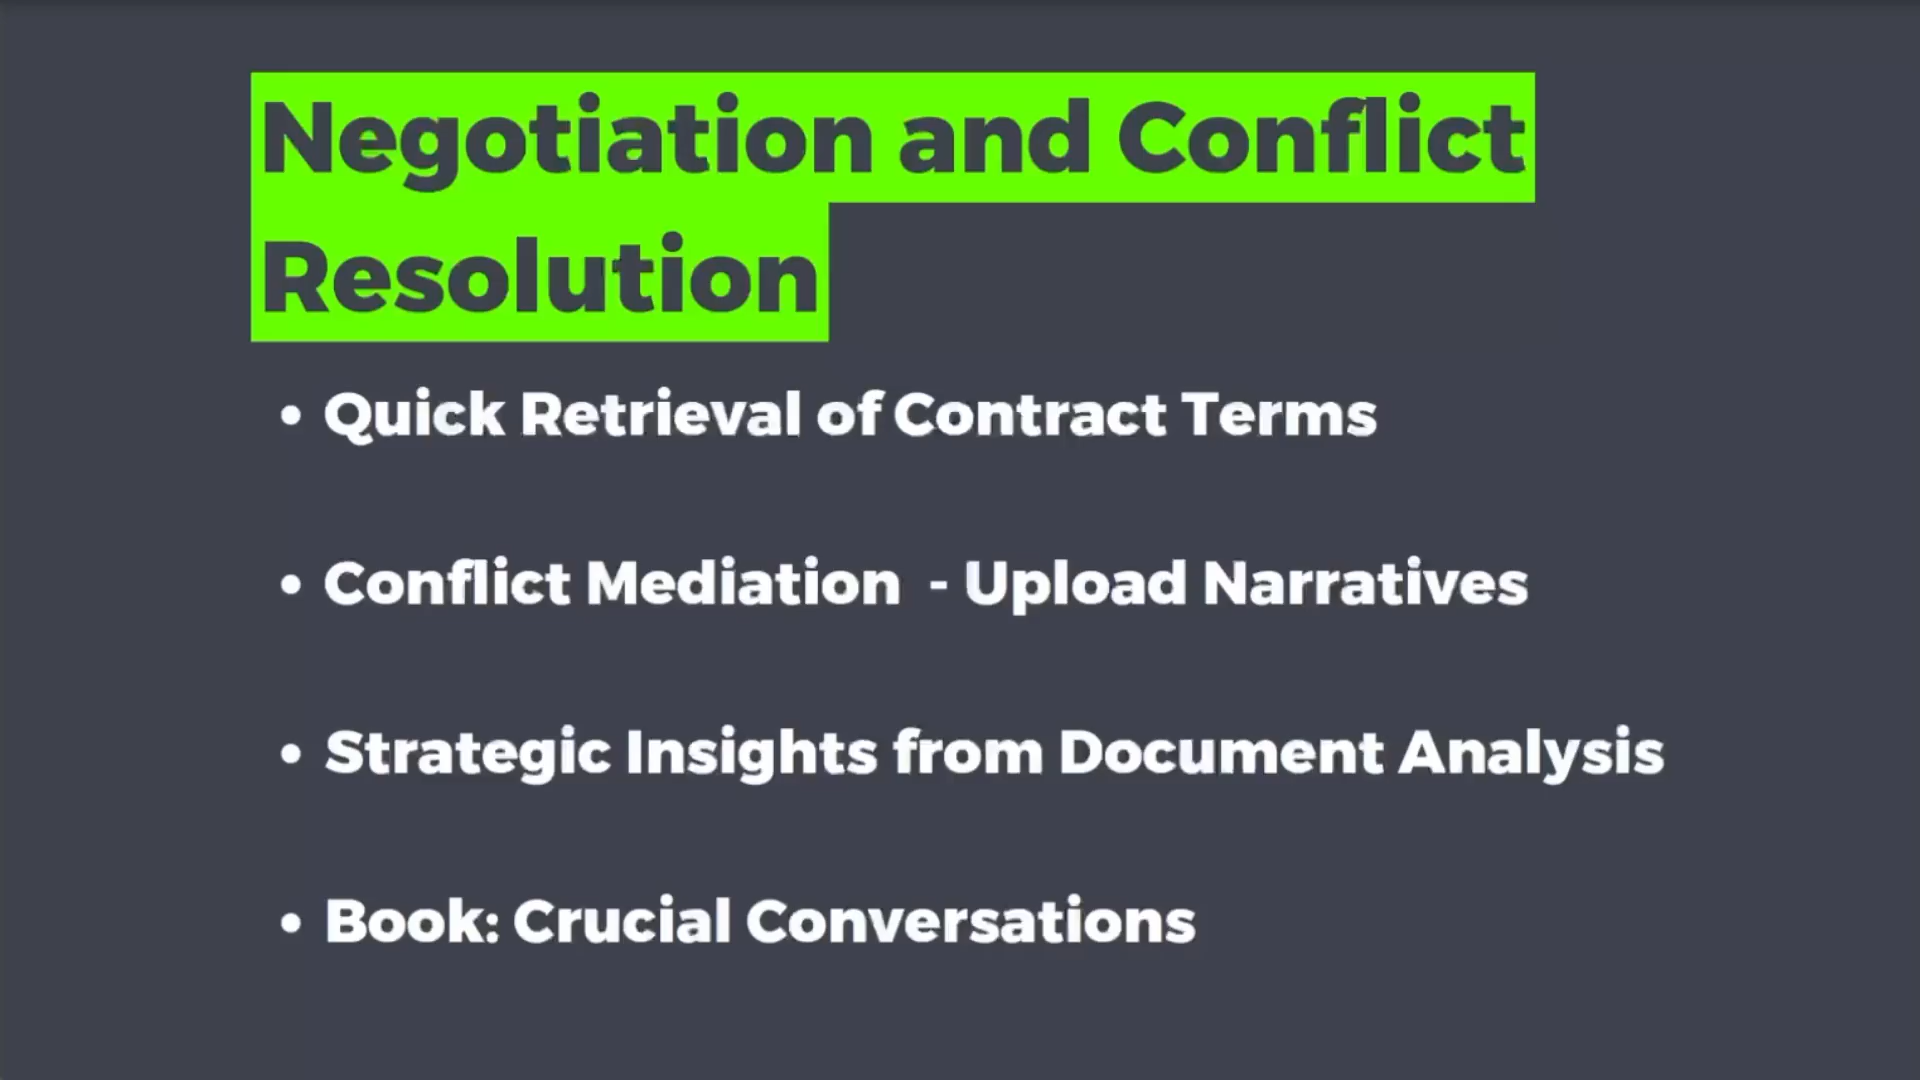 Negotiation and Conflict
Resolution
• Quick Retrieval of Contract Terms
• Conflict Mediation - Upload Narratives
• Strategic Insights from Document Analysis
• Book: Crucial Conversations